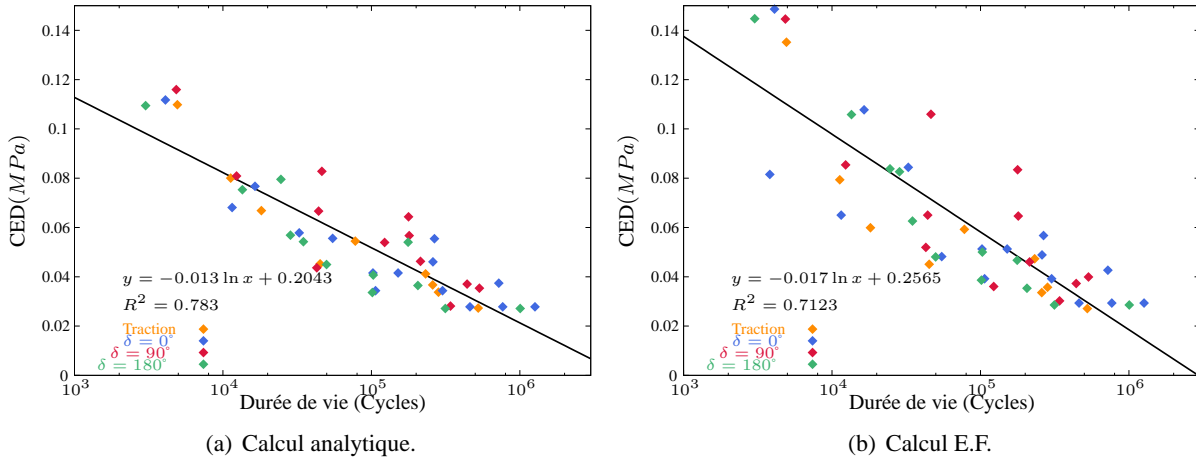 0.14
0.12
0.1
0.08
0.06
0.04
0.02
0
CED(MPa)
y = −0.013 ln x + 0.2043
R² = 0.783
Traction
δ = 0°
δ = 90°
δ = 180°
10³ 10⁴ 10⁵ 10⁶
Durée de vie (Cycles)
(a) Calcul analytique.
0.14
0.12
0.1
0.08
0.06
0.04
0.02
0
CED(MPa)
y = −0.017 ln x + 0.2565
R² = 0.7123
Traction
δ = 0°
δ = 90°
δ = 180°
10³ 10⁴ 10⁵ 10⁶
Durée de vie (Cycles)
(b) Calcul E.F.